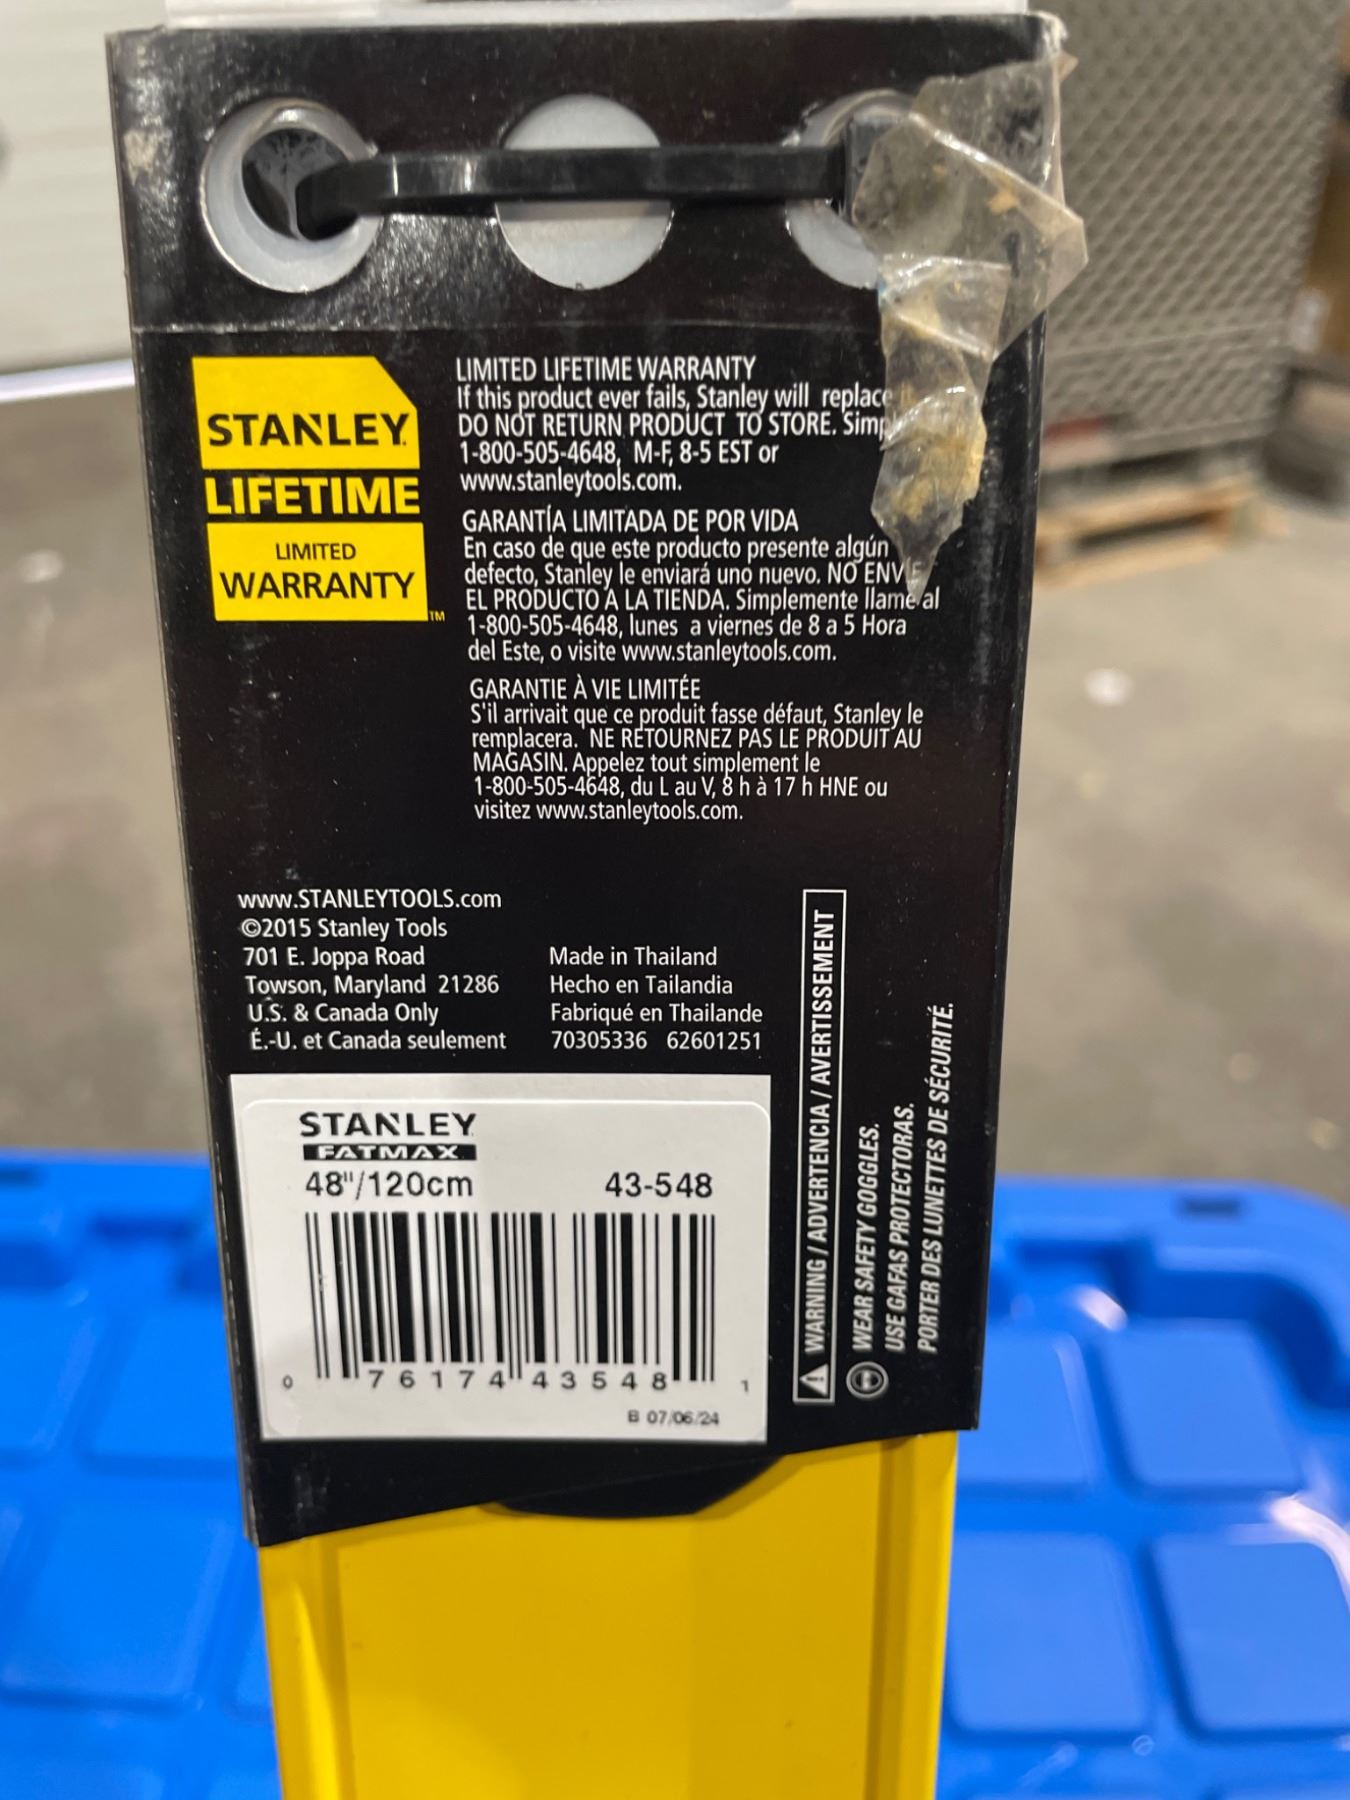 STANLEY
LIFETIME
LIMITED
WARRANTY
TM
LIMITED LIFETIME WARRANTY
If this product ever fails, Stanley will replace
DO NOT RETURN PRODUCT TO STORE.
1-800-505-4648, M-F, 8-5 EST or
www.stanleytools.com.
GARANTÍA LIMITADA DE POR VIDA
En caso de que este producto presente algún
defecto, Stanley le enviará uno nuevo. NO ENVÍE
EL PRODUCTO A LA TIENDA. Simplemente llame al
1-800-505-4648, lunes a viernes de 8 a 5 Hora
del Este, o visite www.stanleytools.com.
GARANTIE À VIE LIMITÉE
S'il arrivait que ce produit fasse défaut, Stanley le
remplacera. NE RETOURNEZ PAS LE PRODUIT AU
MAGASIN. Appelez tout simplement le
1-800-505-4648, du L au V, 8 h à 17 h HNE ou
visitez www.stanleytools.com.
www.STANLEYTOOLS.com
©2015 Stanley Tools
701 E. Joppa Road
Towson, Maryland 21286
U.S. & Canada Only
É.-U. et Canada seulement
Made in Thailand
Hecho en Tailandia
Fabriqué en Thailande
70305336 62601251
WARNING / ADVERTENCIA / AVERTISSEMENT
WEAR SAFETY GOGGLES.
USE GAFAS PROTECTORAS.
PORTER DES LUNETTES DE SÉCURITÉ.
STANLEY
FATMAX
48"/120cm 43-548
0 76174 43548 1
B 07/06/24